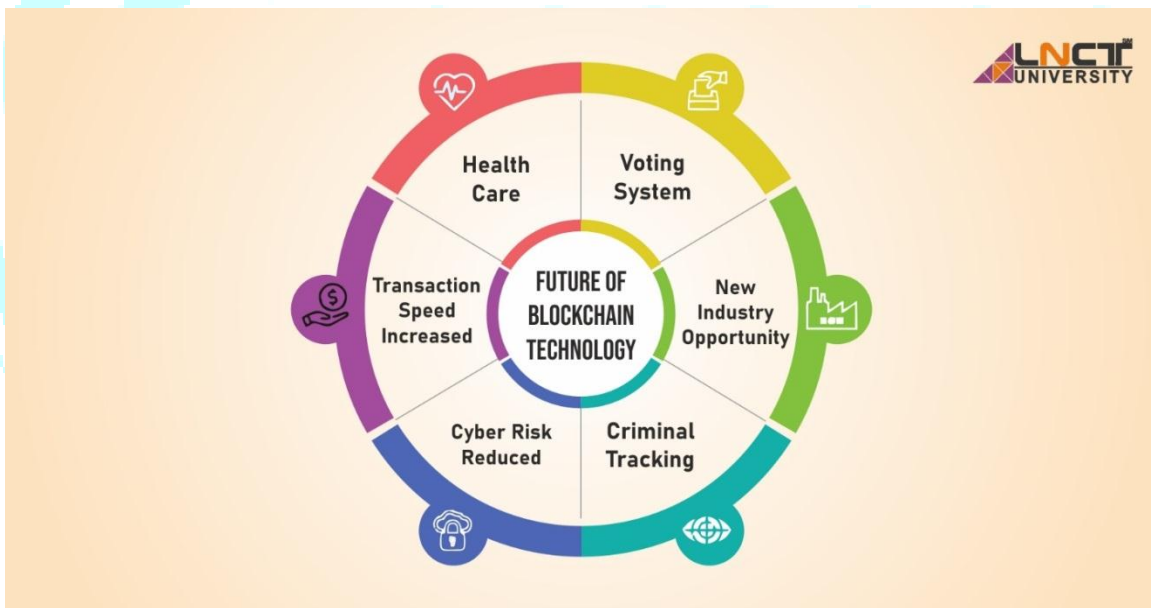 LNCT
UNIVERSITY
Health
Care
Voting
System
Transaction
Speed
Increased
FUTURE OF
BLOCKCHAIN
TECHNOLOGY
New
Industry
Opportunity
Cyber Risk
Reduced
Criminal
Tracking
$